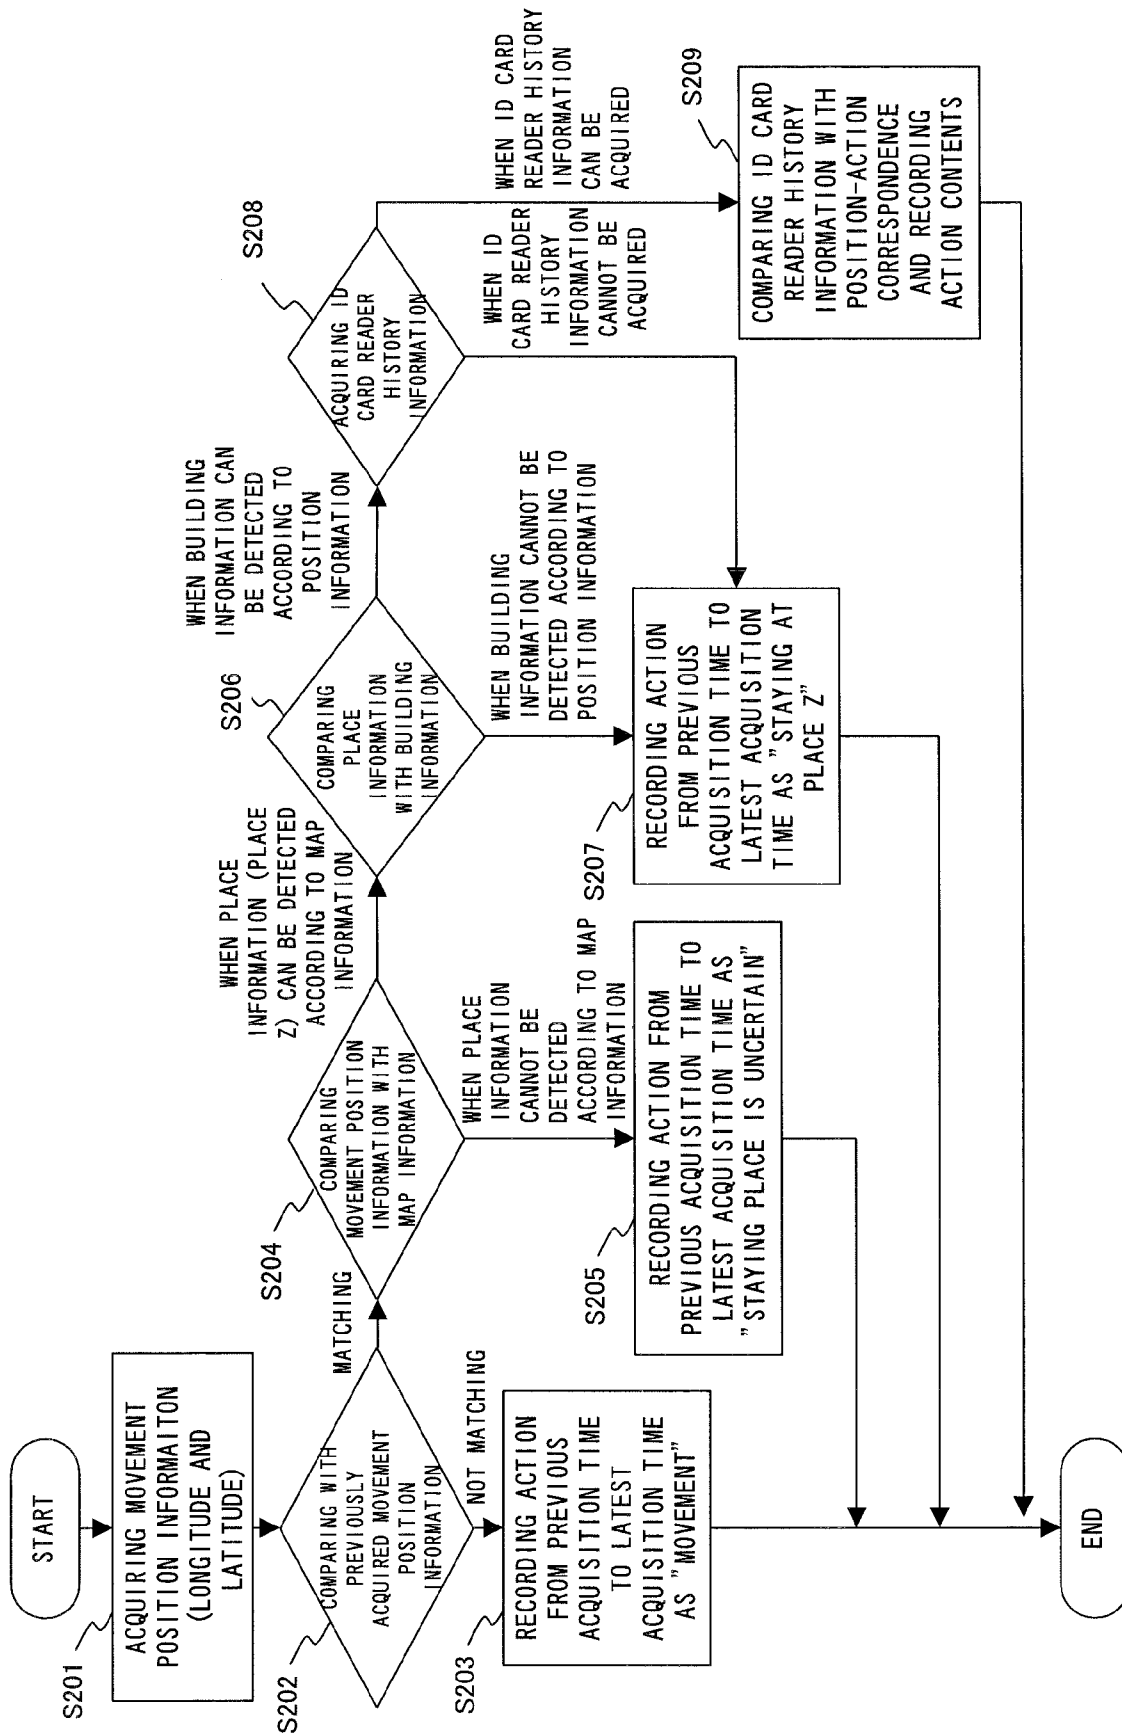 START
S201
ACQUIRING MOVEMENT
POSITION INFORMAITON
(LONGITUDE AND
LATITUDE)
S202
COMPARING WITH
PREVIOUSLY
ACQUIRED MOVEMENT
POSITION
INFORMATION
MATCHING
NOT MATCHING
S203
RECORDING ACTION
FROM PREVIOUS
ACQUISITION TIME
TO LATEST
ACQUISITION TIME
AS "MOVEMENT"
S204
COMPARING
MOVEMENT POSITION
INFORMATION WITH
MAP INFORMATION
WHEN PLACE
INFORMATION (PLACE
Z) CAN BE DETECTED
ACCORDING TO MAP
INFORMATION
WHEN PLACE
INFORMATION
CANNOT BE
DETECTED
ACCORDING TO MAP
INFORMATION
S205
RECORDING ACTION FROM
PREVIOUS ACQUISITION TIME TO
LATEST ACQUISITION TIME AS
"STAYING PLACE IS UNCERTAIN"
S206
COMPARING
PLACE
INFORMATION
WITH BUILDING
INFORMATION
WHEN BUILDING
INFORMATION CAN
BE DETECTED
ACCORDING TO
POSITION
INFORMATION
WHEN BUILDING
INFORMATION CANNOT BE
DETECTED ACCORDING TO
POSITION INFORMATION
S207
RECORDING ACTION
FROM PREVIOUS
ACQUISITION TIME TO
LATEST ACQUISITION
TIME AS "STAYING AT
PLACE Z"
S208
ACQUIRING ID
CARD READER
HISTORY
INFORMATION
WHEN ID CARD
READER HISTORY
INFORMATION
CAN BE
ACQUIRED
WHEN ID
CARD READER
HISTORY
INFORMATION
CANNOT BE
ACQUIRED
S209
COMPARING ID CARD
READER HISTORY
INFORMATION WITH
POSITION-ACTION
CORRESPONDENCE
AND RECORDING
ACTION CONTENTS
END